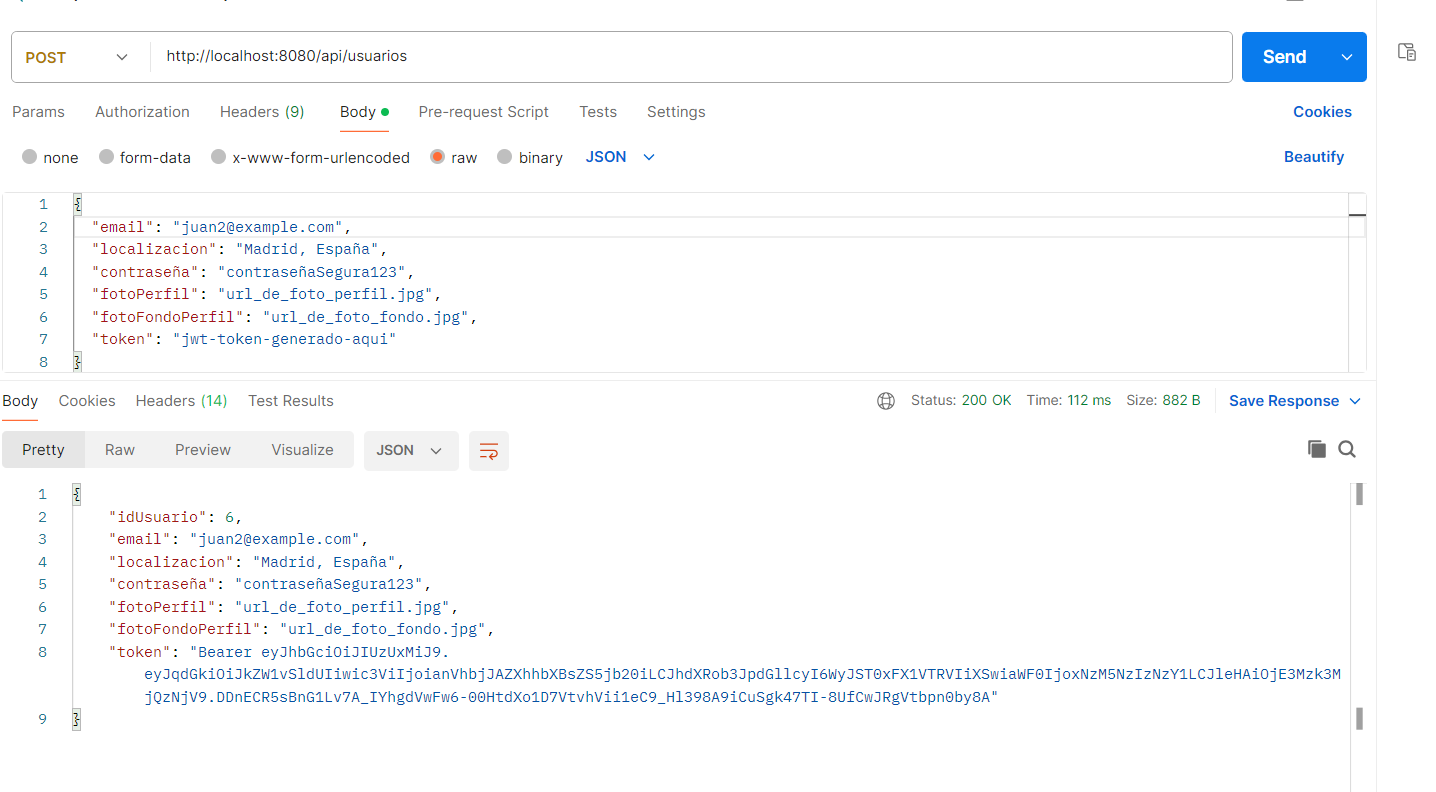 POST http://localhost:8080/api/usuarios Send
Params Authorization Headers (9) Body Pre-request Script Tests Settings Cookies
none form-data x-www-form-urlencoded raw binary JSON Beautify
1 {
2 "email": "juan2@example.com",
3 "localizacion": "Madrid, España",
4 "contraseña": "contraseñaSegura123",
5 "fotoPerfil": "url_de_foto_perfil.jpg",
6 "fotoFondoPerfil": "url_de_foto_fondo.jpg",
7 "token": "jwt-token-generado-aqui"
8 }
Body Cookies Headers (14) Test Results Status: 200 OK Time: 112 ms Size: 882 B Save Response
Pretty Raw Preview Visualize JSON
1 {
2 "idUsuario": 6,
3 "email": "juan2@example.com",
4 "localizacion": "Madrid, España",
5 "contraseña": "contraseñaSegura123",
6 "fotoPerfil": "url_de_foto_perfil.jpg",
7 "fotoFondoPerfil": "url_de_foto_fondo.jpg",
8 "token": "Bearer eyJhbGciOiJIUzUxMiJ9.
eyJqdGkiOiJkZW1vSldUIiwic3ViIjoianVhbjJAZXhhbXBsZS5jb20iLCJhdXRob3JpdGllcyI6WyJST0xFX1VTRVIiXSwiaWF0IjoxNzM5NzIzNzY1LCJleHAiOjE3Mzk3M
jQzNjV9.DDnECR5sBnG1Lv7A_IYhgdVwFw6-00HtdXo1D7VtvhVii1eC9_Hl398A9iCuSgk47TI-8UfCwJRgVtbpn0by8A"
9 }